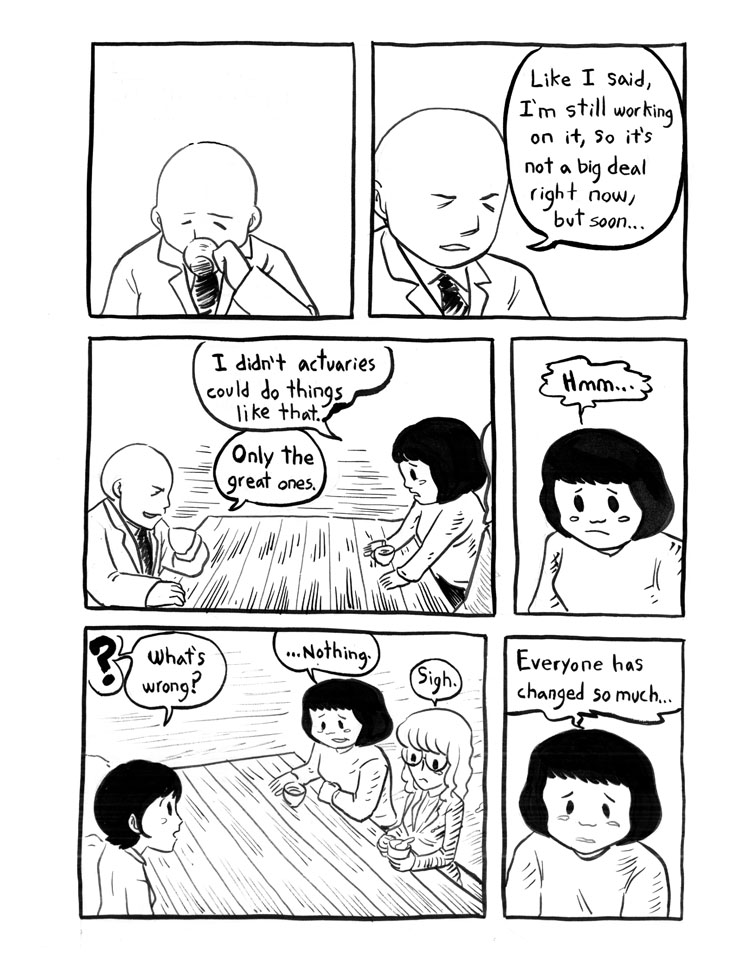 Like I said,
I'm still working
on it, so it's
not a big deal
right now,
but soon...
I didn't actuaries
could do things
like that.
Only the
great ones.
Hmm...
?
What's
wrong?
...Nothing.
Sigh.
Everyone has
changed so much...